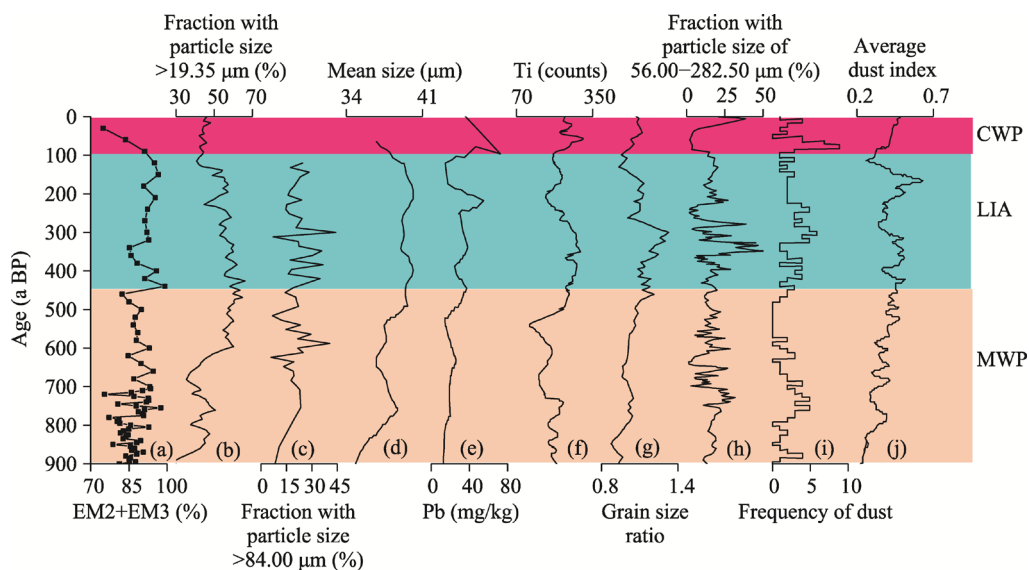 Fraction with
particle size
>19.35 μm (%)
Fraction with
particle size of
56.00−282.50 μm (%)
Mean size (μm)
Ti (counts)
Average
dust index
30 50 70
34 41
70 350
0 25 50
0.2 0.7
0
100
200
300
400
500
600
700
800
900
Age (a BP)
CWP
LIA
MWP
(a)
(b)
(c)
(d)
(e)
(f)
(g)
(h)
(i)
(j)
70 85 100
0 15 30 45
0 40 80
0.8 1.4
0 5 10
EM2+EM3 (%)
Fraction with
particle size
>84.00 μm (%)
Pb (mg/kg)
Grain size
ratio
Frequency of dust